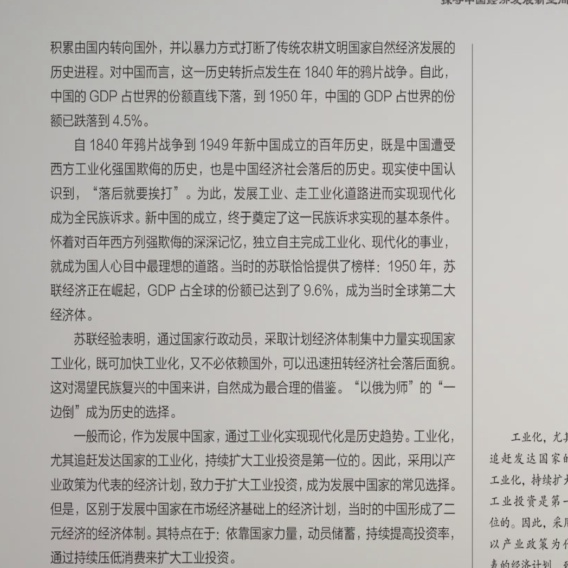 积累由国内转向国外，并以暴力方式打断了传统农耕文明国家自然经济发展的
历史进程。对中国而言，这一历史转折点发生在 1840 年的鸦片战争。自此，
中国的 GDP 占世界的份额直线下落，到 1950 年，中国的 GDP 占世界的份
额已跌落到 4.5%。
自 1840 年鸦片战争到 1949 年新中国成立的百年历史，既是中国遭受
西方工业化强国欺侮的历史，也是中国经济社会落后的历史。现实使中国认
识到，“落后就要挨打”。为此，发展工业、走工业化道路进而实现现代化
成为全民族诉求。新中国的成立，终于奠定了这一民族诉求实现的基本条件。
怀着对百年西方列强欺侮的深深记忆，独立自主完成工业化、现代化的事业，
就成为国人心目中最理想的道路。当时的苏联恰恰提供了榜样：1950 年，苏
联经济正在崛起，GDP 占全球的份额已达到了 9.6%，成为当时全球第二大
经济体。
苏联经验表明，通过国家行政动员，采取计划经济体制集中力量实现国家
工业化，既可加快工业化，又不必依赖国外，可以迅速扭转经济社会落后面貌。
这对渴望民族复兴的中国来讲，自然成为最合理的借鉴。“以俄为师”的“一
边倒”成为历史的选择。
一般而论，作为发展中国家，通过工业化实现现代化是历史趋势。工业化，
尤其追赶发达国家的工业化，持续扩大工业投资是第一位的。因此，采用以产
业政策为代表的经济计划，致力于扩大工业投资，成为发展中国家的常见选择。
但是，区别于发展中国家在市场经济基础上的经济计划，当时的中国形成了二
元经济的经济体制。其特点在于：依靠国家力量，动员储蓄，持续提高投资率，
通过持续压低消费来扩大工业投资。
工业化，尤其
追赶发达国家的
工业化，持续扩大
工业投资是第一
位的。因此，采用
以产业政策为代
表的经济计划